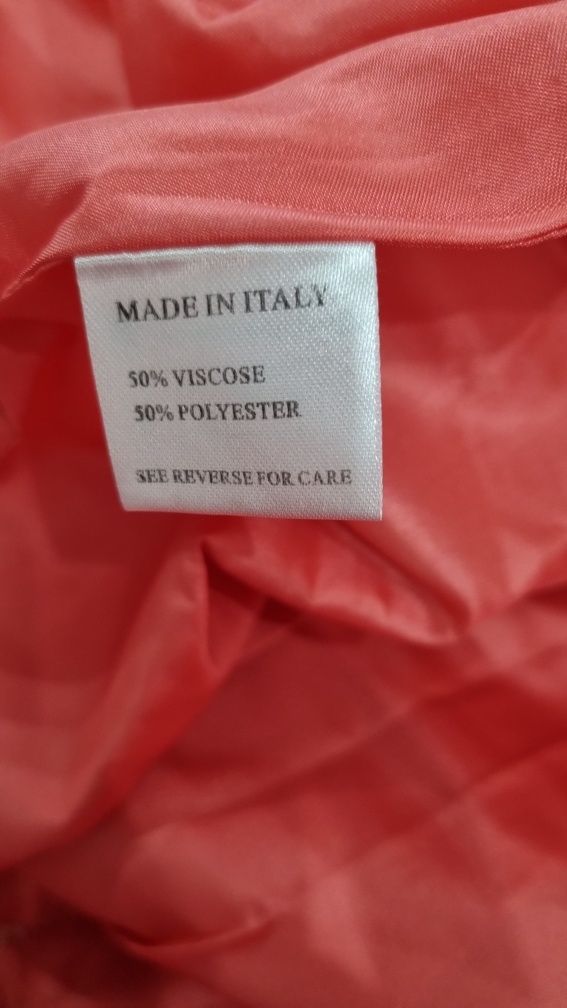 MADE IN ITALY
50% VISCOSE
50% POLYESTER
SEE REVERSE FOR CARE